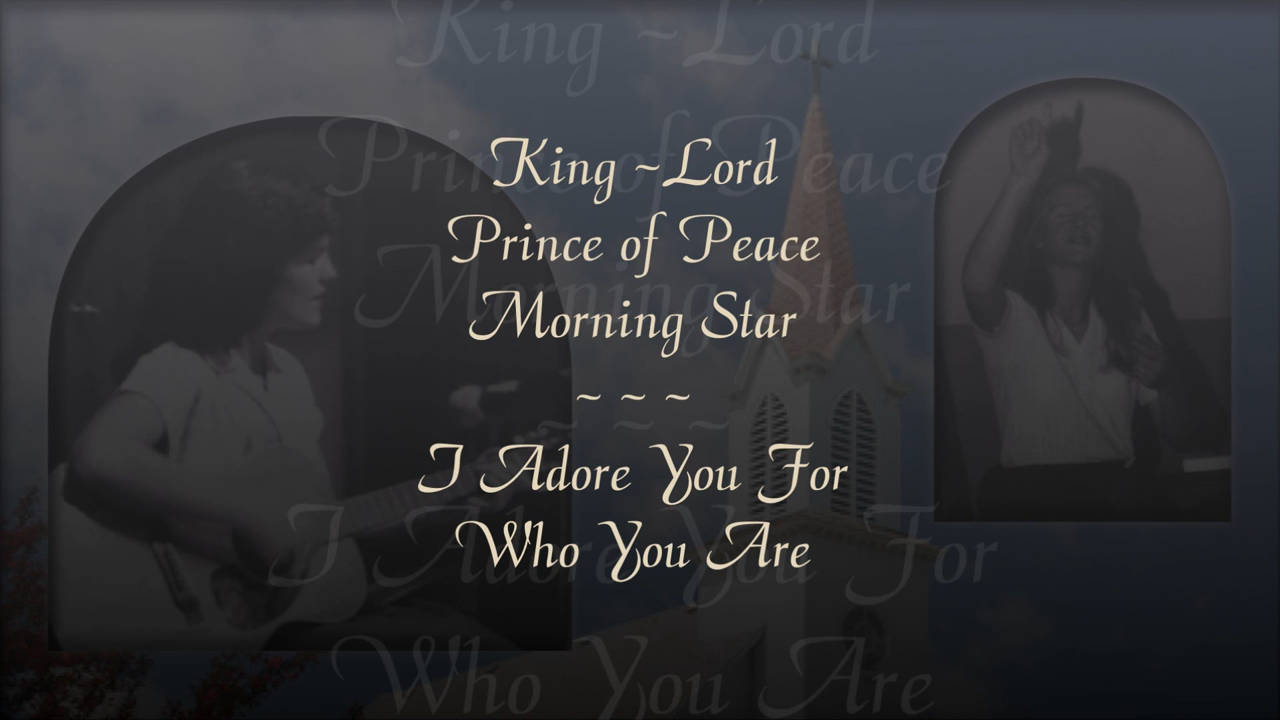 King ~Lord
Prince of Peace
Morning Star
~ ~ ~
I Adore You For
Who You Are